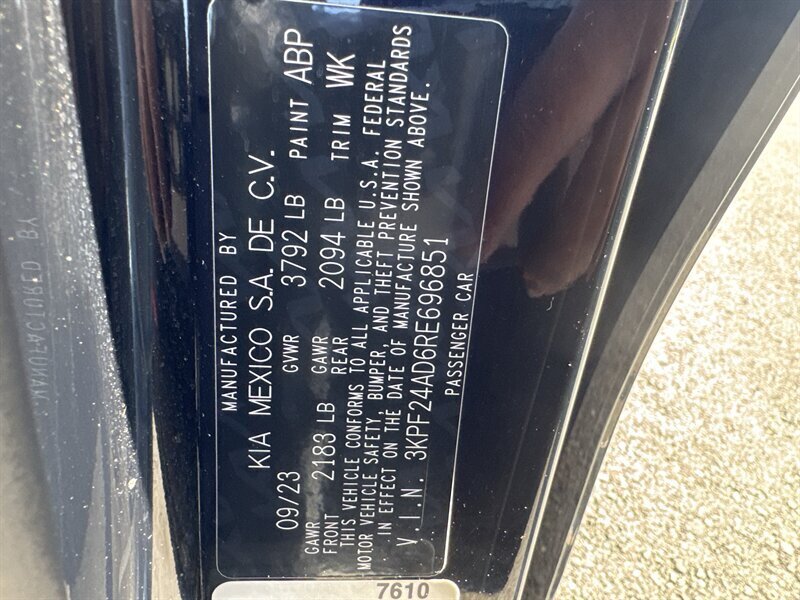 MANUFACTURED BY
KIA MEXICO S.A. DE C.V.
09/23 GVWR 3792 LB PAINT ABP
GAWR FRONT 2183 LB GAWR REAR 2094 LB TRIM WK
THIS VEHICLE CONFORMS TO ALL APPLICABLE U.S.A. FEDERAL
MOTOR VEHICLE SAFETY, BUMPER, AND THEFT PREVENTION STANDARDS
IN EFFECT ON THE DATE OF MANUFACTURE SHOWN ABOVE.
V.I.N. 3KPF24AD6RE696851
PASSENGER CAR
7610